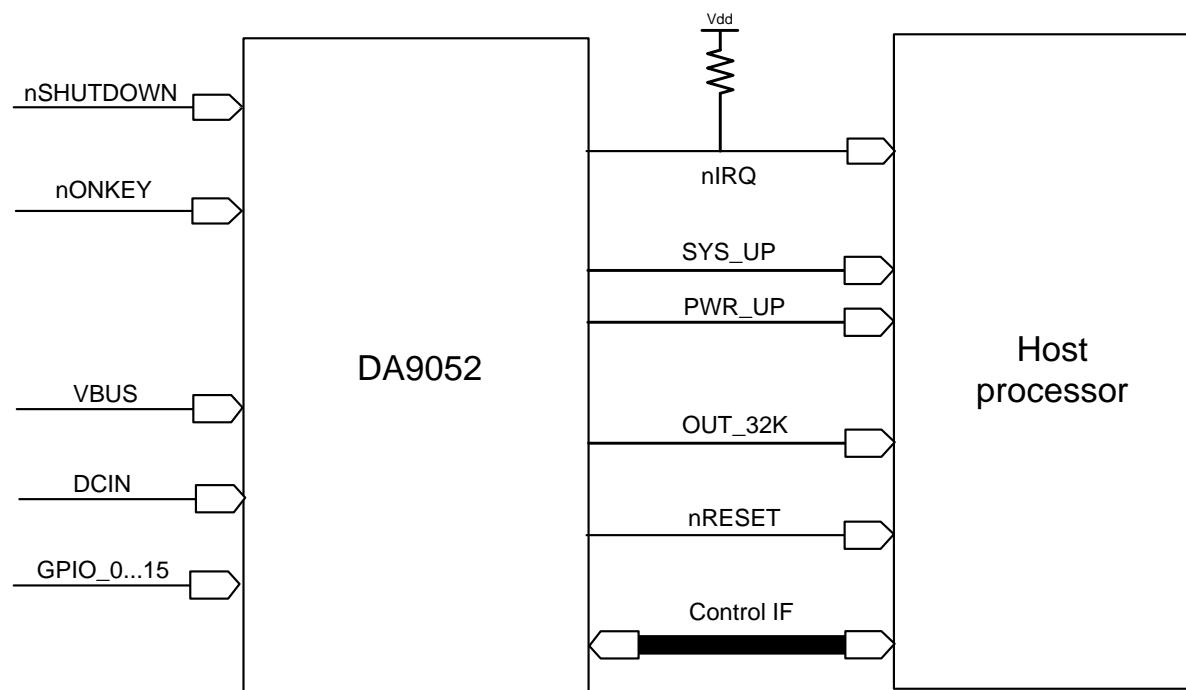 Vdd
nSHUTDOWN
nONKEY
nIRQ
SYS_UP
PWR_UP
DA9052
Host
processor
VBUS
OUT_32K
DCIN
nRESET
GPIO_0...15
Control IF